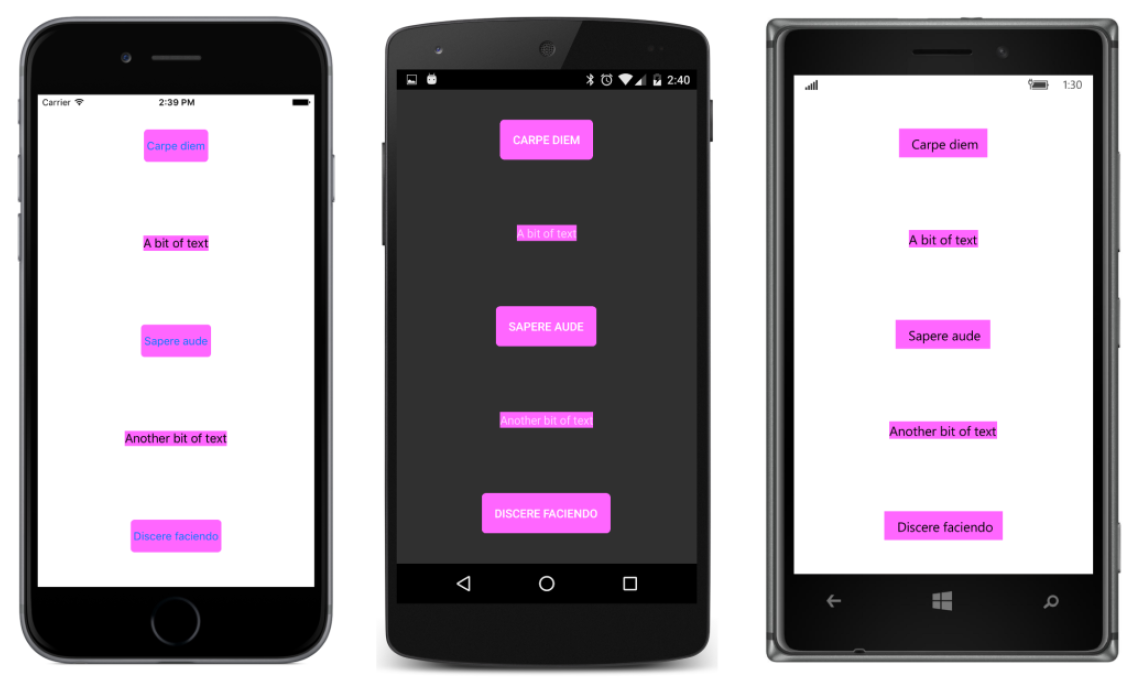 Carrier
2:39 PM
Carpe diem
A bit of text
Sapere aude
Another bit of text
Discere faciendo
2:40
CARPE DIEM
A bit of text
SAPERE AUDE
Another bit of text
DISCERE FACIENDO
1:30
Carpe diem
A bit of text
Sapere aude
Another bit of text
Discere faciendo